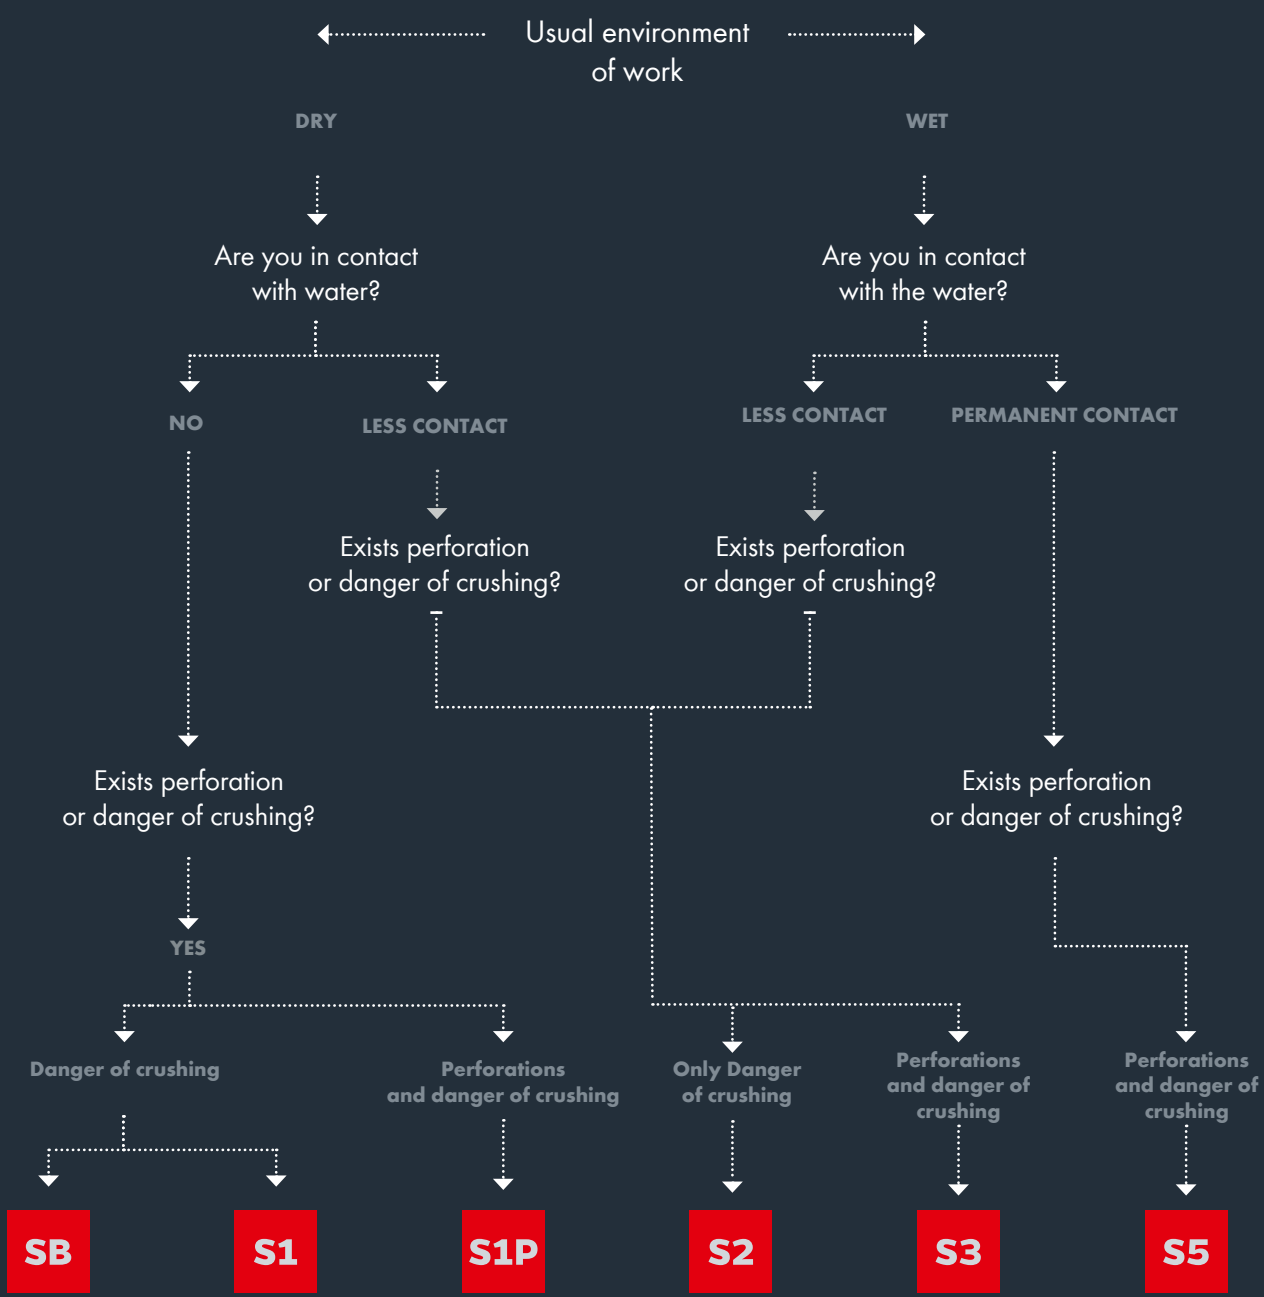 Usual environment
of work
DRY
WET
Are you in contact
with water?
Are you in contact
with the water?
NO
LESS CONTACT
LESS CONTACT
PERMANENT CONTACT
Exists perforation
or danger of crushing?
Exists perforation
or danger of crushing?
Exists perforation
or danger of crushing?
Exists perforation
or danger of crushing?
YES
Danger of crushing
Perforations
and danger of crushing
Only Danger
of crushing
Perforations
and danger of
crushing
Perforations
and danger of
crushing
SB
S1
S1P
S2
S3
S5